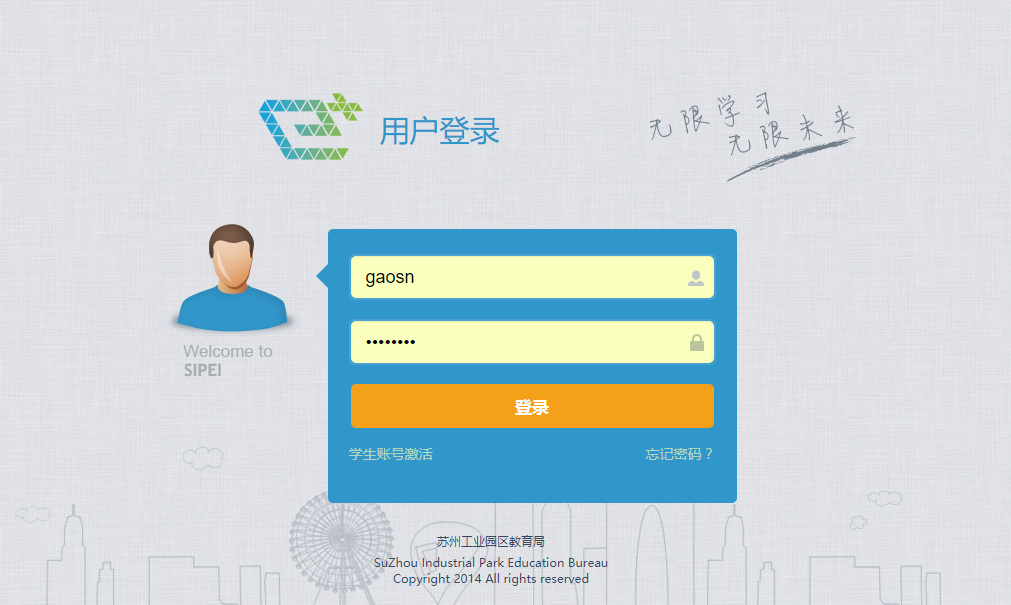 用户登录
无限学习
无限未来
gaosn
••••••••
Welcome to
SIPEI
登录
学生账号激活
忘记密码？
苏州工业园区教育局
SuZhou Industrial Park Education Bureau
Copyright 2014 All rights reserved